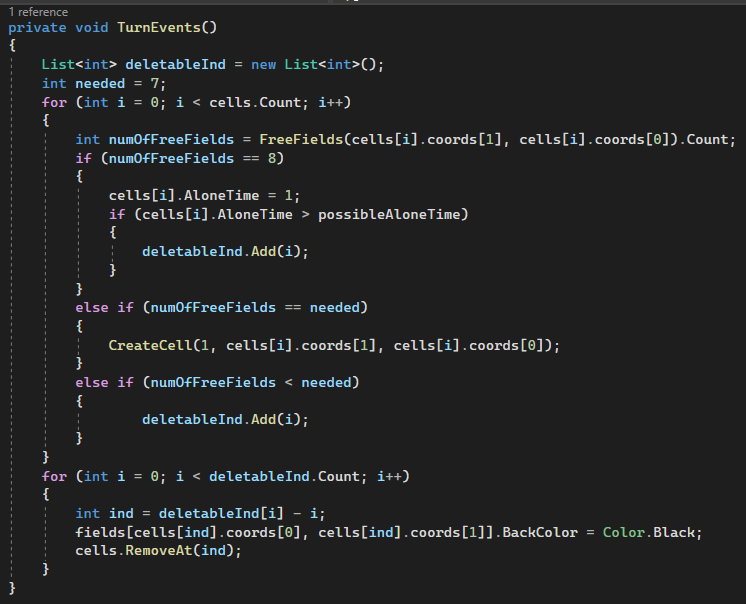 1 reference
private void TurnEvents()
{
    List<int> deletableInd = new List<int>();
    int needed = 7;
    for (int i = 0; i < cells.Count; i++)
    {
        int numOfFreeFields = FreeFields(cells[i].coords[1], cells[i].coords[0]).Count;
        if (numOfFreeFields == 8)
        {
            cells[i].AloneTime = 1;
            if (cells[i].AloneTime > possibleAloneTime)
            {
                deletableInd.Add(i);
            }
        }
        else if (numOfFreeFields == needed)
        {
            CreateCell(1, cells[i].coords[1], cells[i].coords[0]);
        }
        else if (numOfFreeFields < needed)
        {
                deletableInd.Add(i);
        }
    }
    for (int i = 0; i < deletableInd.Count; i++)
    {
        int ind = deletableInd[i] - i;
        fields[cells[ind].coords[0], cells[ind].coords[1]].BackColor = Color.Black;
        cells.RemoveAt(ind);
    }
}